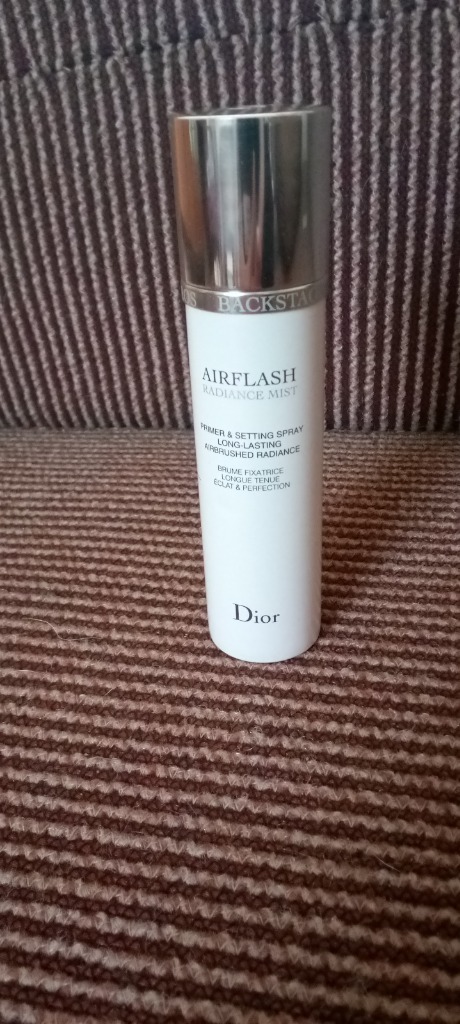 BACKSTAG
AIRFLASH
RADIANCE MIST
PRIMER & SETTING SPRAY
LONG-LASTING
AIRBRUSHED RADIANCE
BRUME FIXATRICE
LONGUE TENUE
ÉCLAT & PERFECTION
Dior